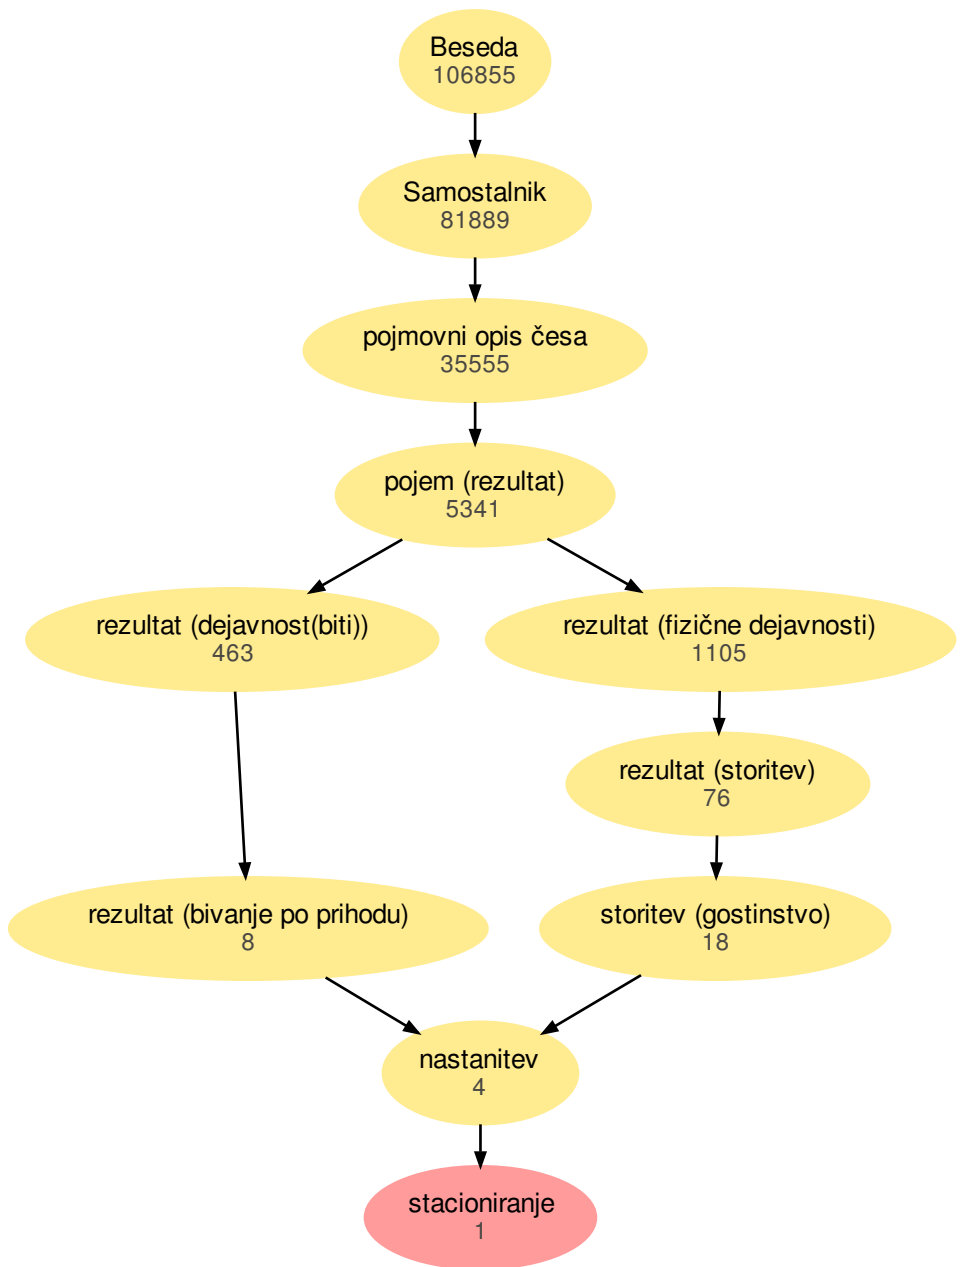 Beseda
106855
Samostalnik
81889
pojmovni opis česa
35555
pojem (rezultat)
5341
rezultat (dejavnost(biti))
463
rezultat (fizične dejavnosti)
1105
rezultat (storitev)
76
rezultat (bivanje po prihodu)
8
storitev (gostinstvo)
18
nastanitev
4
stacioniranje
1